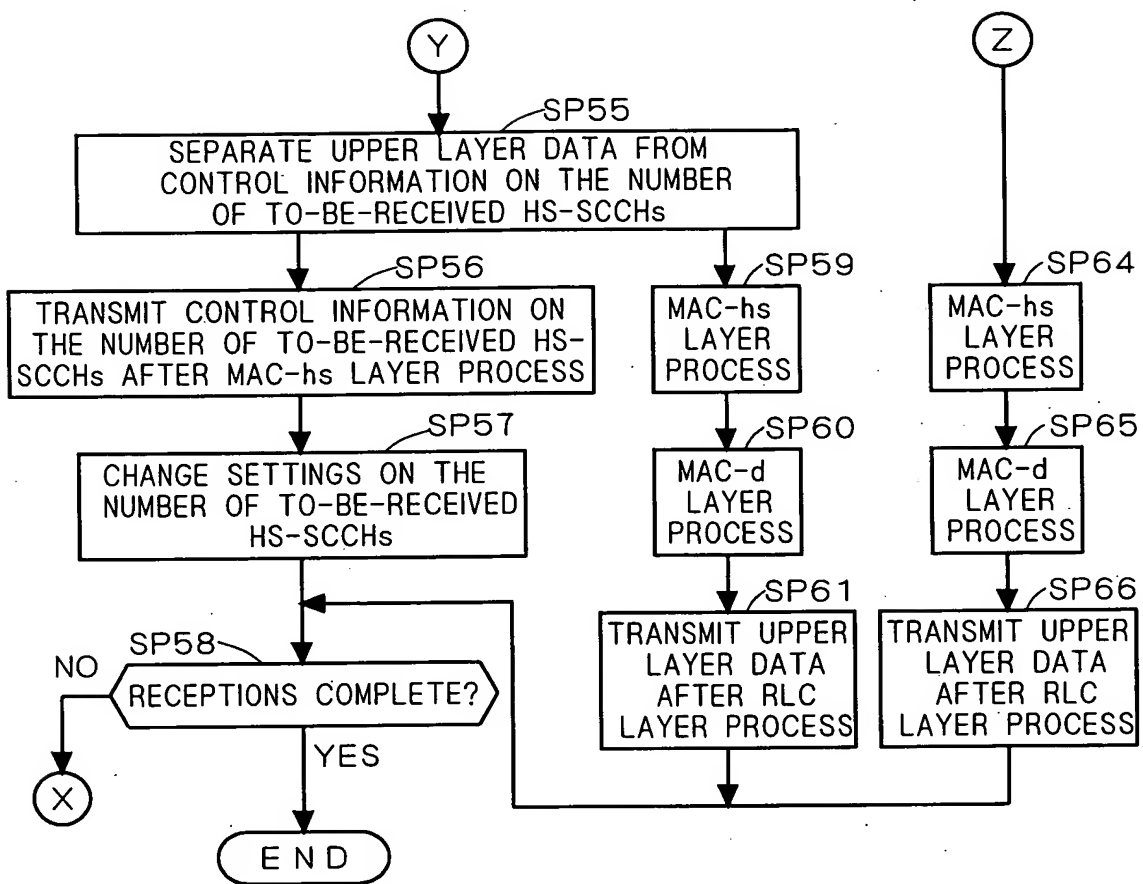 Y
Z
SP55
SEPARATE UPPER LAYER DATA FROM
CONTROL INFORMATION ON THE NUMBER
OF TO-BE-RECEIVED HS-SCCHs
SP56
TRANSMIT CONTROL INFORMATION ON
THE NUMBER OF TO-BE-RECEIVED HS-
SCCHs AFTER MAC-hs LAYER PROCESS
SP59
MAC-hs
LAYER
PROCESS
SP64
MAC-hs
LAYER
PROCESS
SP57
CHANGE SETTINGS ON THE
NUMBER OF TO-BE-RECEIVED
HS-SCCHs
SP60
MAC-d
LAYER
PROCESS
SP65
MAC-d
LAYER
PROCESS
SP61
TRANSMIT UPPER
LAYER DATA
AFTER RLC
LAYER PROCESS
SP66
TRANSMIT UPPER
LAYER DATA
AFTER RLC
LAYER PROCESS
SP58
RECEPTIONS COMPLETE?
NO
YES
X
END